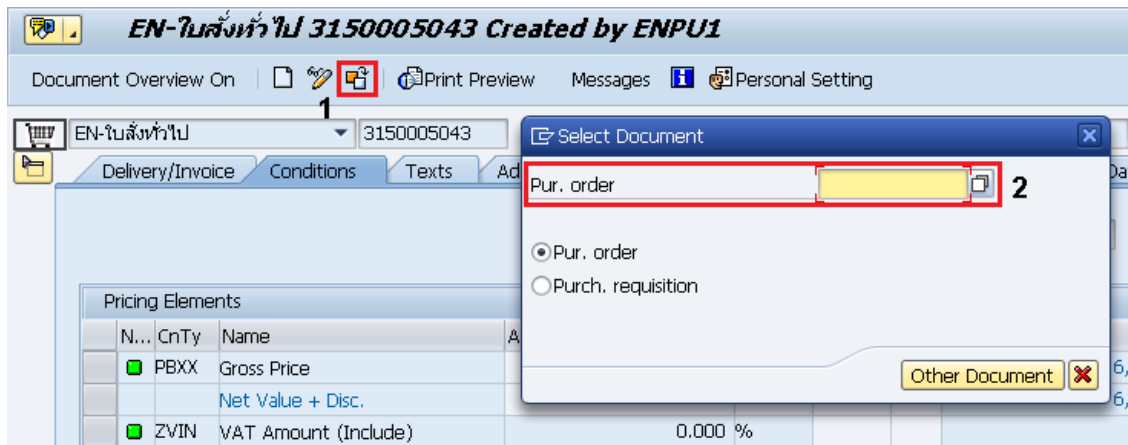 EN-ใบสั่งทั่วไป 3150005043 Created by ENPU1
Document Overview On Print Preview Messages Personal Setting
1
EN-ใบสั่งทั่วไป 3150005043
Select Document
Delivery/Invoice Conditions Texts Ad
Pur. order 2
Pur. order
Purch. requisition
Pricing Elements
N... CnTy Name A
PBXX Gross Price 6,
Other Document
Net Value + Disc. 6,
ZVIN VAT Amount (Include) 0.000 %